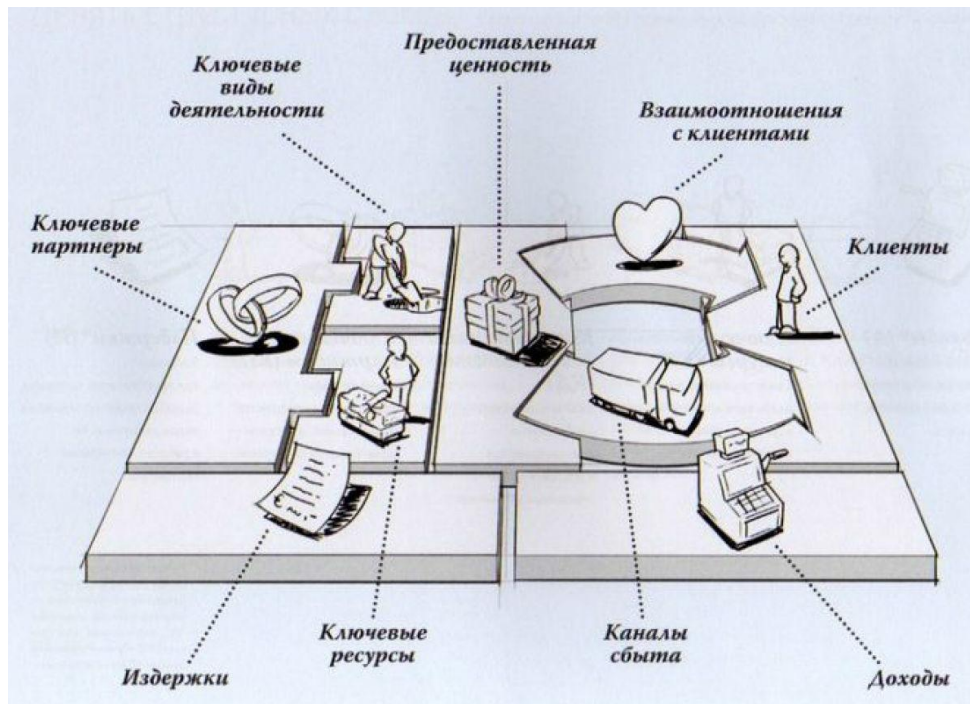 Предоставленная
ценность
Ключевые
виды
деятельности
Взаимоотношения
с клиентами
Ключевые
партнеры
Клиенты
Ключевые
ресурсы
Каналы
сбыта
Издержки
Доходы